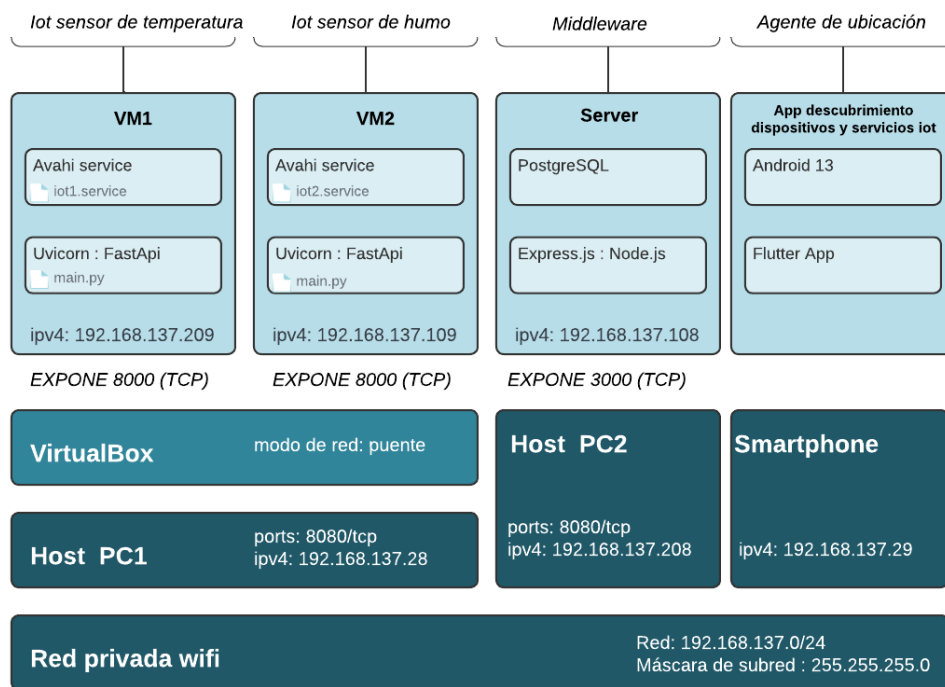 Iot sensor de temperatura
Iot sensor de humo
Middleware
Agente de ubicación
VM1
Avahi service
iot1.service
Uvicorn : FastApi
main.py
ipv4: 192.168.137.209
EXPONE 8000 (TCP)
VM2
Avahi service
iot2.service
Uvicorn : FastApi
main.py
ipv4: 192.168.137.109
EXPONE 8000 (TCP)
Server
PostgreSQL
Express.js : Node.js
ipv4: 192.168.137.108
EXPONE 3000 (TCP)
App descubrimiento
dispositivos y servicios iot
Android 13
Flutter App
VirtualBox
modo de red: puente
Host PC1
ports: 8080/tcp
ipv4: 192.168.137.28
Host PC2
ports: 8080/tcp
ipv4: 192.168.137.208
Smartphone
ipv4: 192.168.137.29
Red privada wifi
Red: 192.168.137.0/24
Máscara de subred : 255.255.255.0